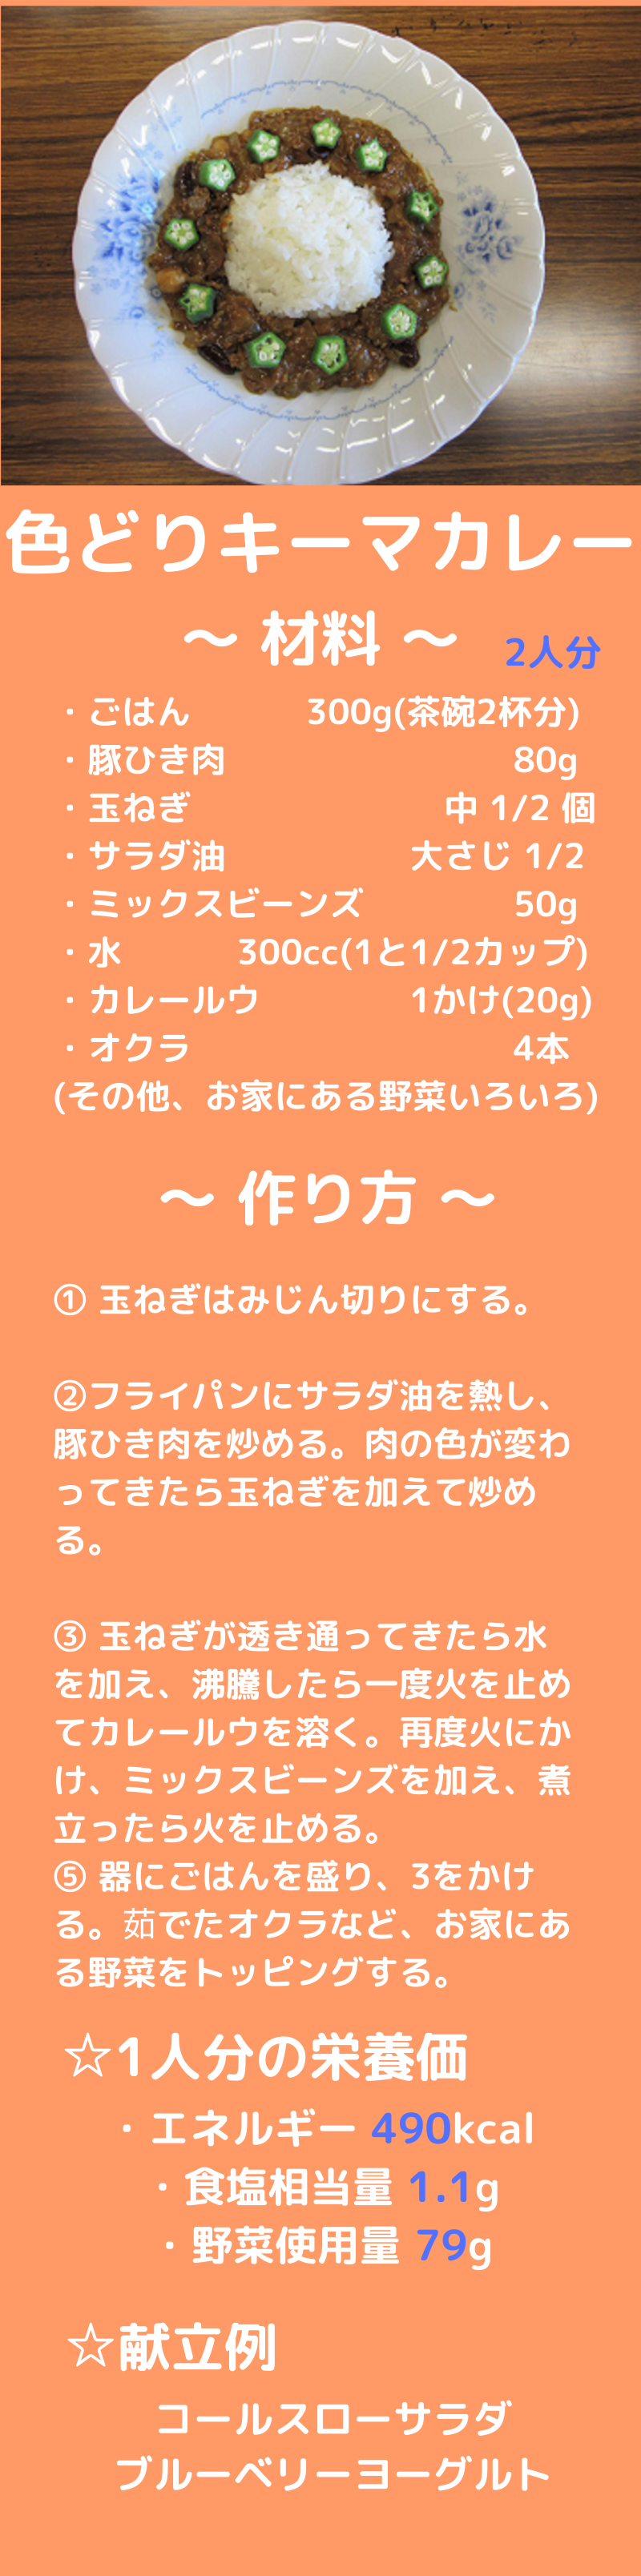 色どりキーマカレー
～ 材料 ～ 2人分
・ごはん 300g(茶碗2杯分)
・豚ひき肉 80g
・玉ねぎ 中 1/2 個
・サラダ油 大さじ 1/2
・ミックスビーンズ 50g
・水 300cc(1と1/2カップ)
・カレールウ 1かけ(20g)
・オクラ 4本
(その他、お家にある野菜いろいろ)
～ 作り方 ～
① 玉ねぎはみじん切りにする。
②フライパンにサラダ油を熱し、
豚ひき肉を炒める。肉の色が変わ
ってきたら玉ねぎを加えて炒め
る。
③ 玉ねぎが透き通ってきたら水
を加え、沸騰したら一度火を止め
てカレールウを溶く。再度火にか
け、ミックスビーンズを加え、煮
立ったら火を止める。
⑤ 器にごはんを盛り、3をかけ
る。茹でたオクラなど、お家にあ
る野菜をトッピングする。
☆1人分の栄養価
・エネルギー 490kcal
・食塩相当量 1.1g
・野菜使用量 79g
☆献立例
コールスローサラダ
ブルーベリーヨーグルト